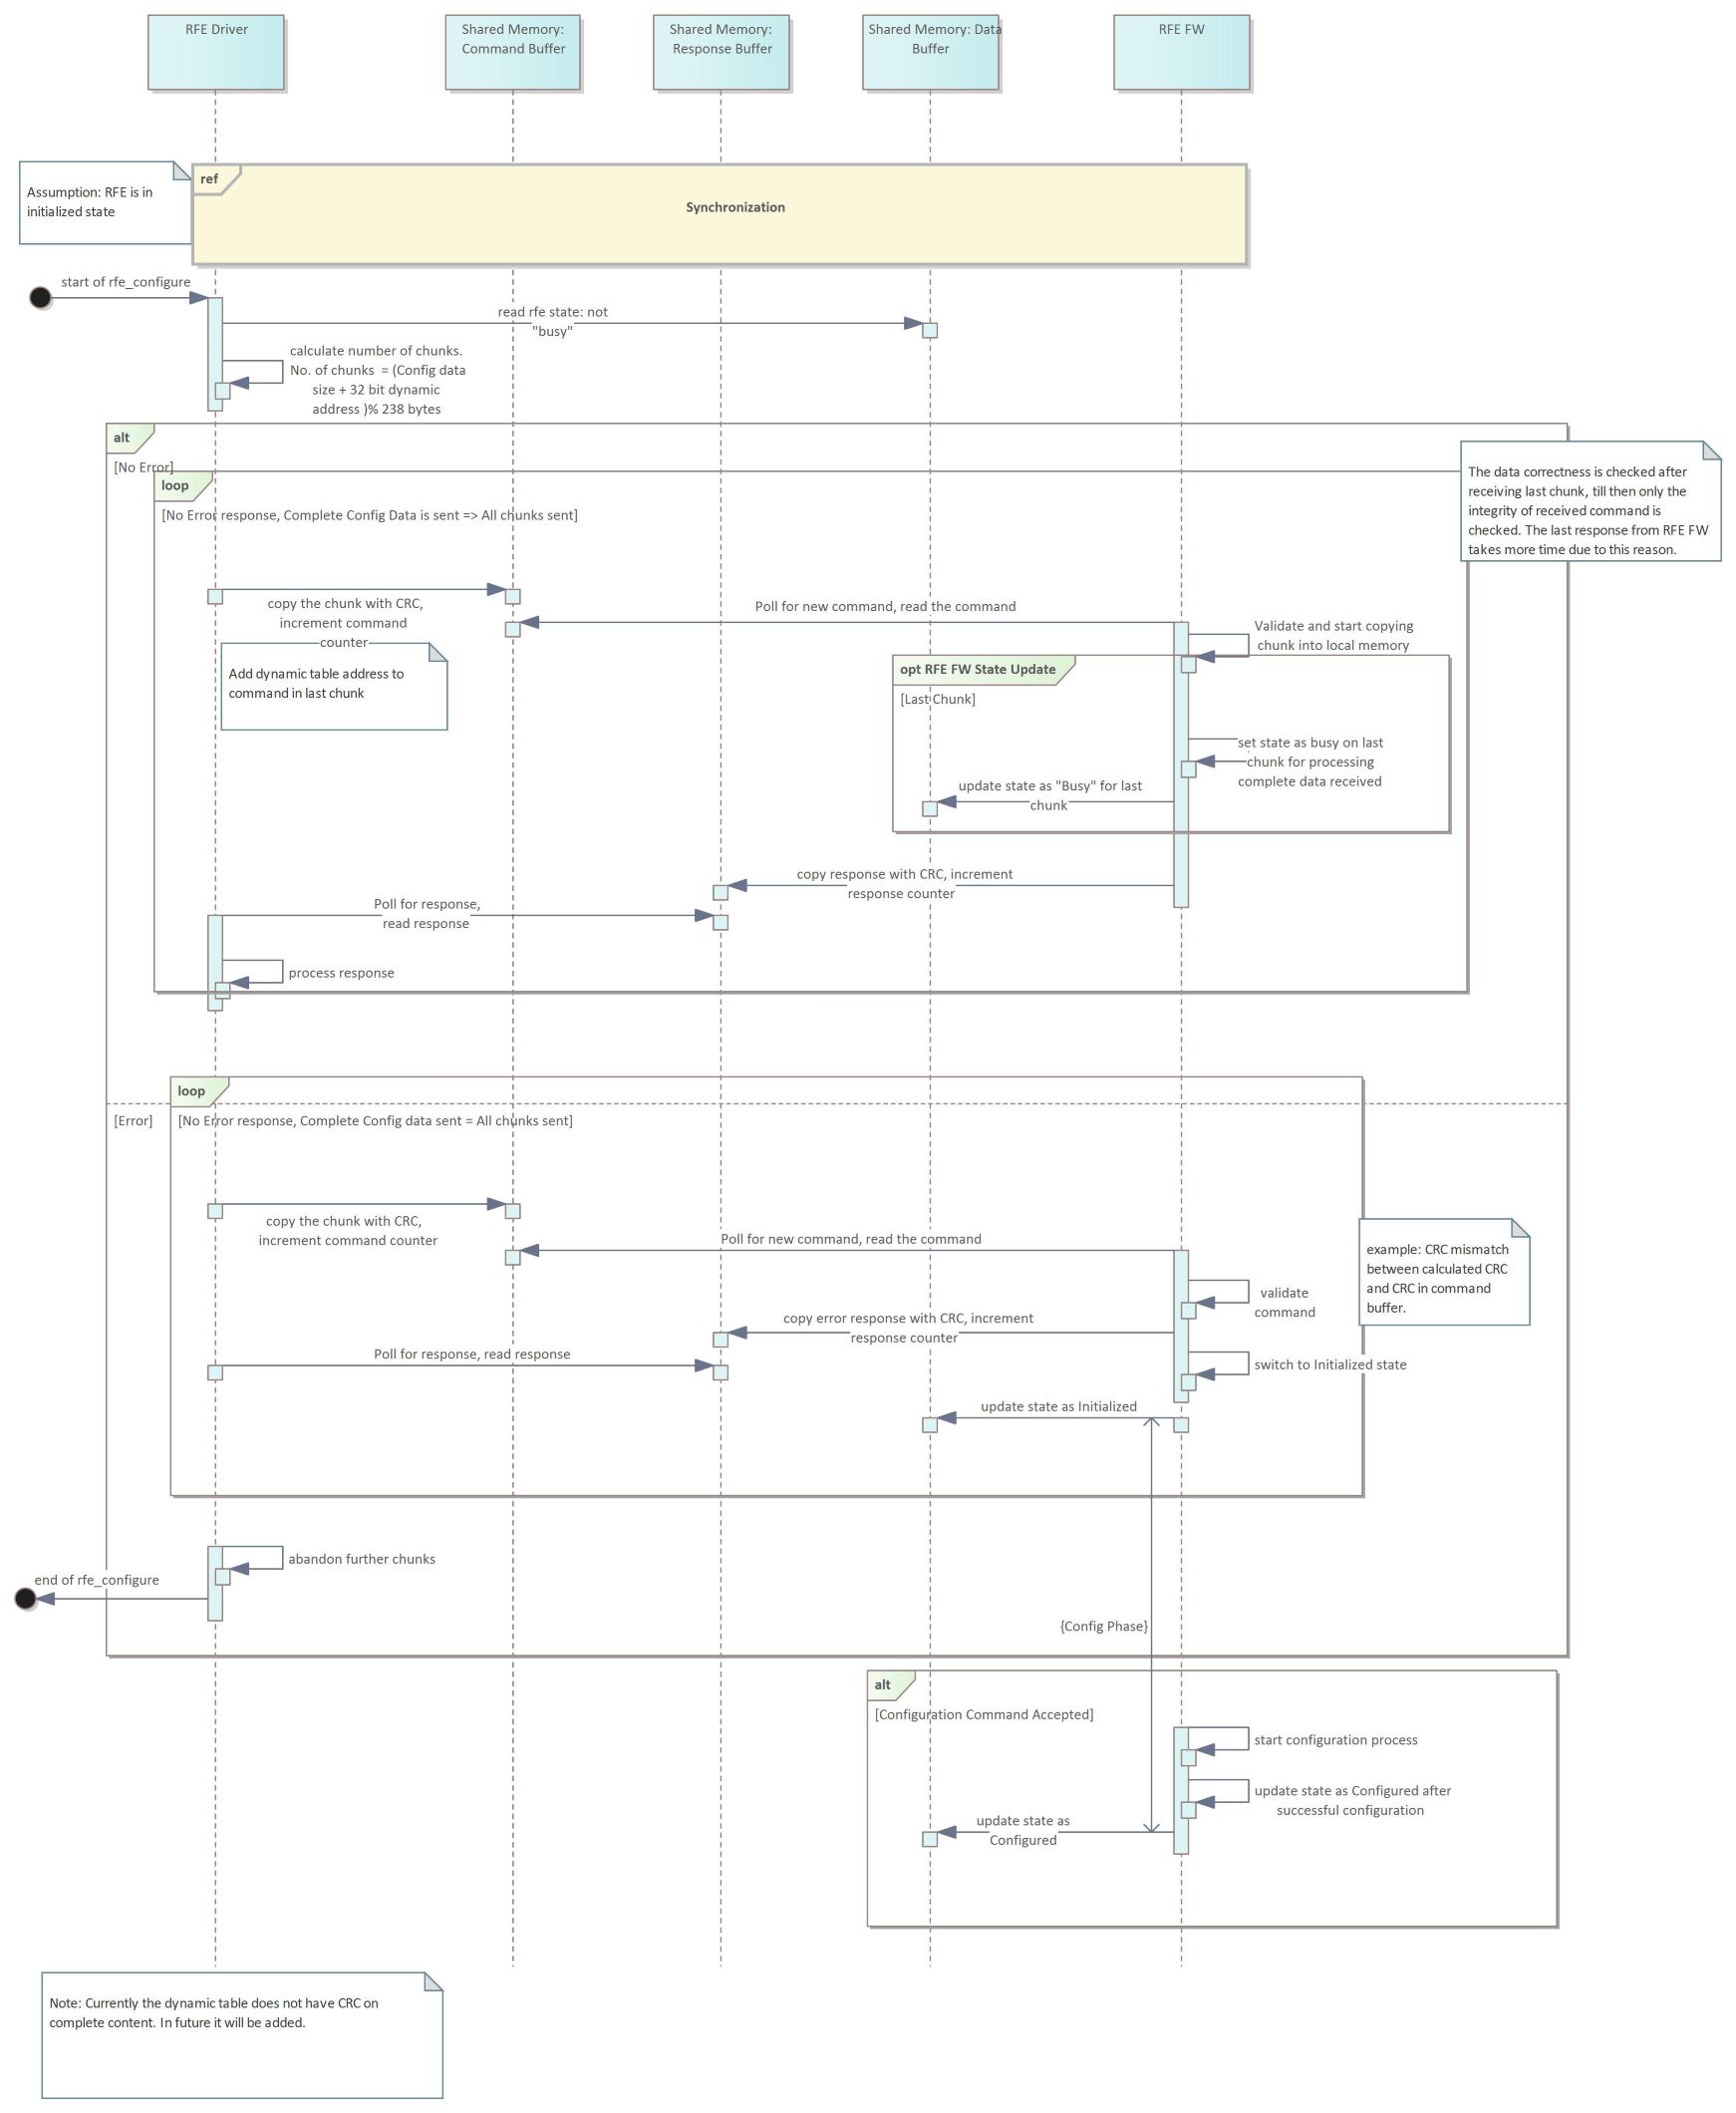 RFE Driver
Shared Memory:
Command Buffer
Shared Memory:
Response Buffer
Shared Memory: Data
Buffer
RFE FW
Assumption: RFE is in
initialized state
ref
Synchronization
start of rfe_configure
read rfe state: not
"busy"
calculate number of chunks.
No. of chunks = (Config data
size + 32 bit dynamic
address )% 238 bytes
alt
[No Error]
loop
[No Error response, Complete Config Data is sent => All chunks sent]
The data correctness is checked after
receiving last chunk, till then only the
integrity of received command is
checked. The last response from RFE FW
takes more time due to this reason.
copy the chunk with CRC,
increment command
counter
Poll for new command, read the command
Validate and start copying
chunk into local memory
Add dynamic table address to
command in last chunk
opt RFE FW State Update
[Last Chunk]
set state as busy on last
chunk for processing
complete data received
update state as "Busy" for last
chunk
copy response with CRC, increment
response counter
Poll for response,
read response
process response
loop
[Error]
[No Error response, Complete Config data sent = All chunks sent]
copy the chunk with CRC,
increment command counter
Poll for new command, read the command
example: CRC mismatch
between calculated CRC
and CRC in command
buffer.
validate
command
copy error response with CRC, increment
response counter
Poll for response, read response
switch to Initialized state
update state as Initialized
abandon further chunks
end of rfe_configure
{Config Phase}
alt
[Configuration Command Accepted]
start configuration process
update state as Configured after
successful configuration
update state as
Configured
Note: Currently the dynamic table does not have CRC on
complete content. In future it will be added.